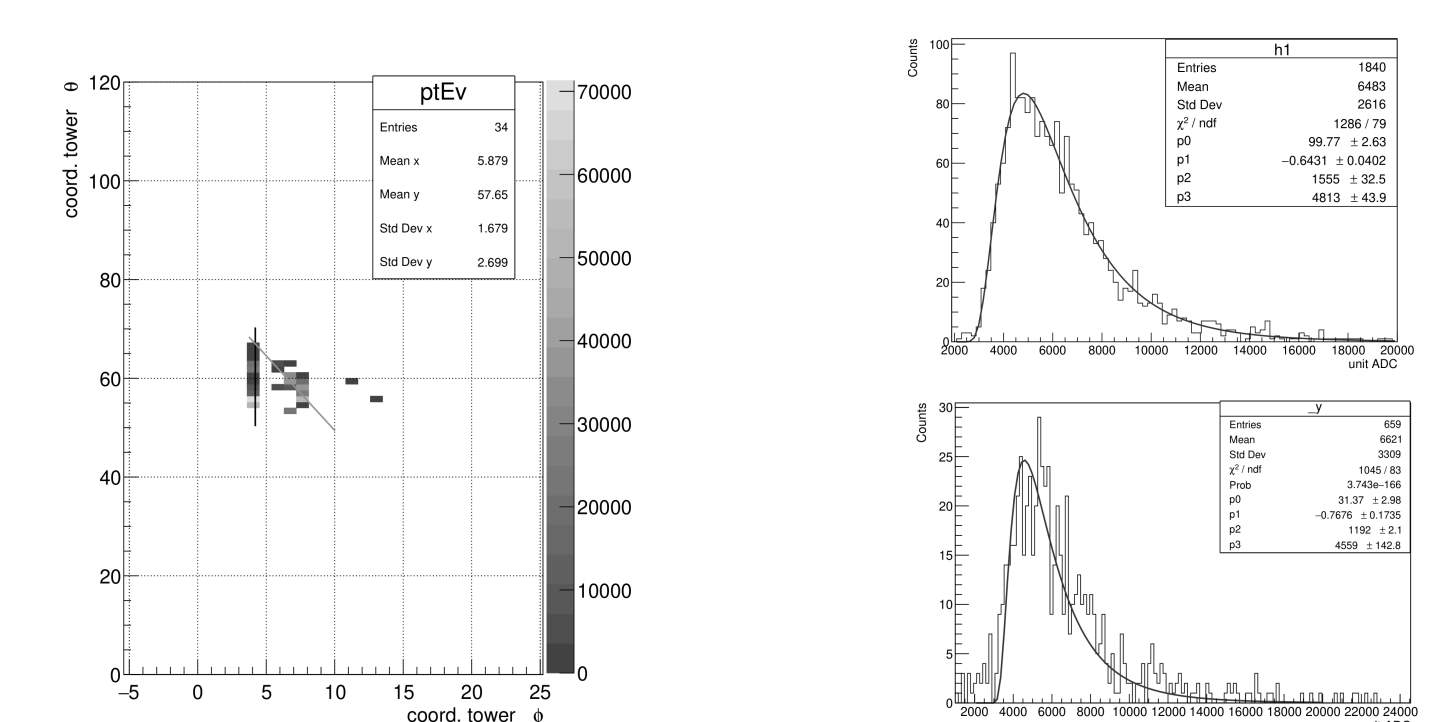 ptEv
Entries 34
Mean x 5.879
Mean y 57.65
Std Dev x 1.679
Std Dev y 2.699
coord. tower θ
120
100
80
60
40
20
0
−5 0 5 10 15 20 25
coord. tower ϕ
70000
60000
50000
40000
30000
20000
10000
0
Counts
h1
Entries 1840
Mean 6483
Std Dev 2616
χ² / ndf 1286 / 79
p0 99.77 ± 2.63
p1 −0.6431 ± 0.0402
p2 1555 ± 32.5
p3 4813 ± 43.9
100
80
60
40
20
0
2000 4000 6000 8000 10000 12000 14000 16000 18000 20000
unit ADC
Counts
_y
Entries 659
Mean 6621
Std Dev 3309
χ² / ndf 1045 / 83
Prob 3.743e−166
p0 31.37 ± 2.98
p1 −0.7676 ± 0.1735
p2 1192 ± 2.1
p3 4559 ± 142.8
30
25
20
15
10
5
0
2000 4000 6000 8000 10000 12000 14000 16000 18000 20000 22000 24000